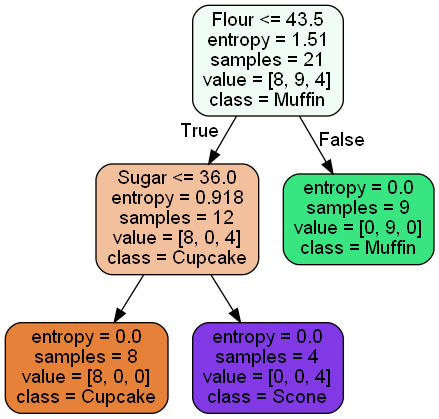 Flour <= 43.5
entropy = 1.51
samples = 21
value = [8, 9, 4]
class = Muffin
True
False
Sugar <= 36.0
entropy = 0.918
samples = 12
value = [8, 0, 4]
class = Cupcake
entropy = 0.0
samples = 9
value = [0, 9, 0]
class = Muffin
entropy = 0.0
samples = 8
value = [8, 0, 0]
class = Cupcake
entropy = 0.0
samples = 4
value = [0, 0, 4]
class = Scone